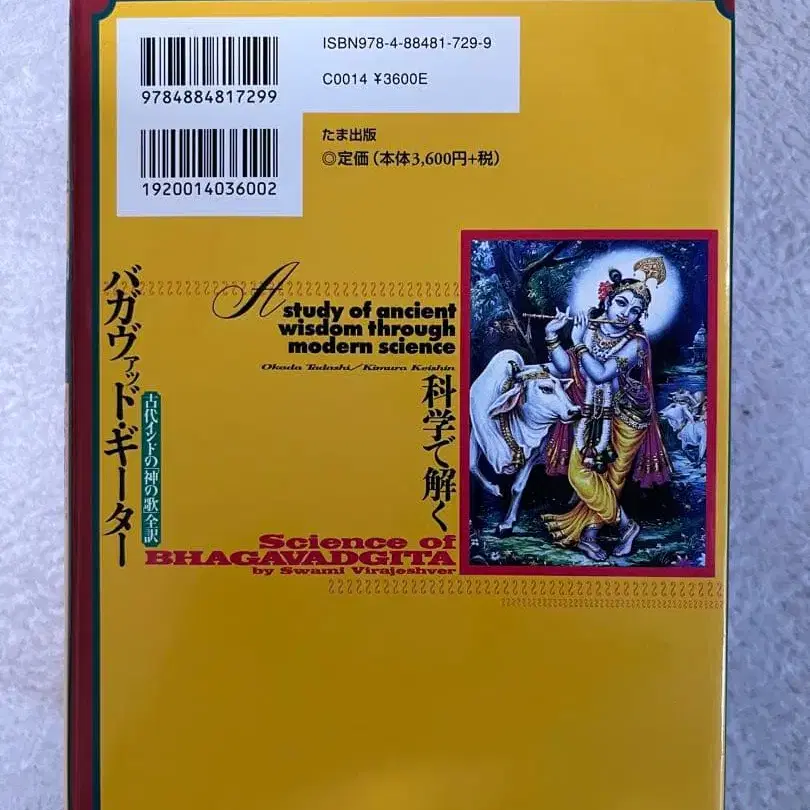 ISBN978-4-88481-729-9
9784884817299
C0014 ¥3600E
たま出版
◎定価（本体3,600円+税）
1920014036002
バガヴァッド・ギーター
古代インドの「神の歌」全訳
A study of ancient
wisdom through
modern science
Okada Tadashi／Kimura Keishin
科学で解く
Science of
BHAGAVADGITA
by Swami Virajeshver